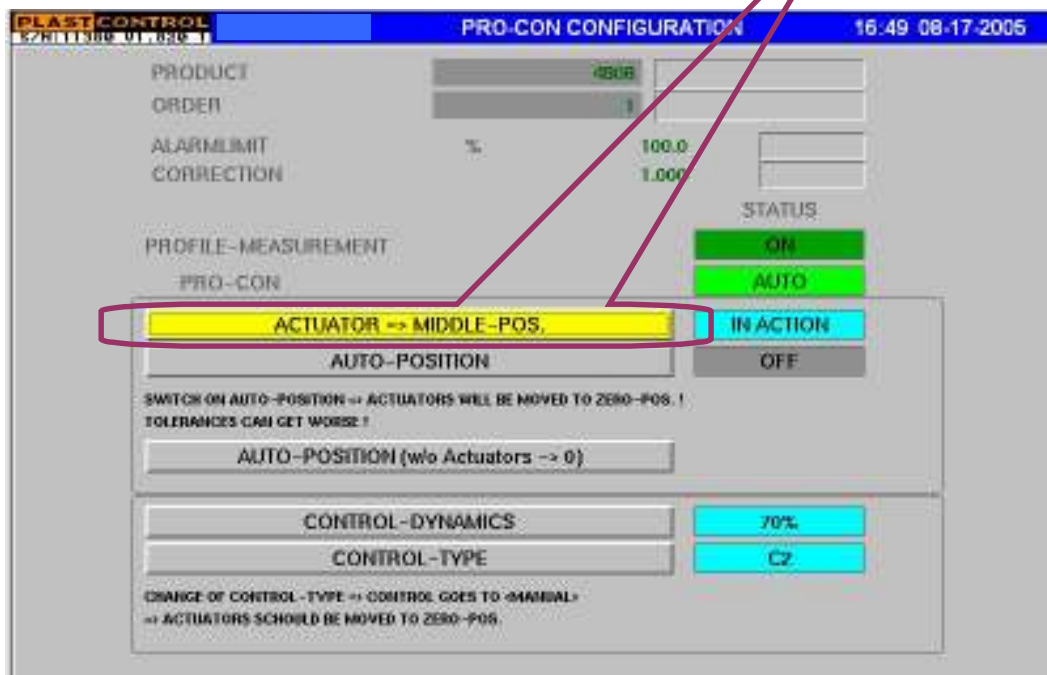 PLASTCONTROL PRO-CON CONFIGURATION 16:49 08-17-2005
PRODUCT 4806
ORDER 1
ALARMLIMIT % 100.0
CORRECTION 1.000
STATUS
PROFILE-MEASUREMENT ON
PRO-CON AUTO
ACTUATOR -> MIDDLE-POS. IN ACTION
AUTO-POSITION OFF
SWITCH ON AUTO-POSITION => ACTUATORS WILL BE MOVED TO ZERO-POS. !
TOLERANCES CAN GET WORSE !
AUTO-POSITION (w/o Actuators -> 0)
CONTROL-DYNAMICS 70%
CONTROL-TYPE C2
CHANGE OF CONTROL-TYPE => CONTROL GOES TO <MANUAL>
=> ACTUATORS SCHOULD BE MOVED TO ZERO-POS.